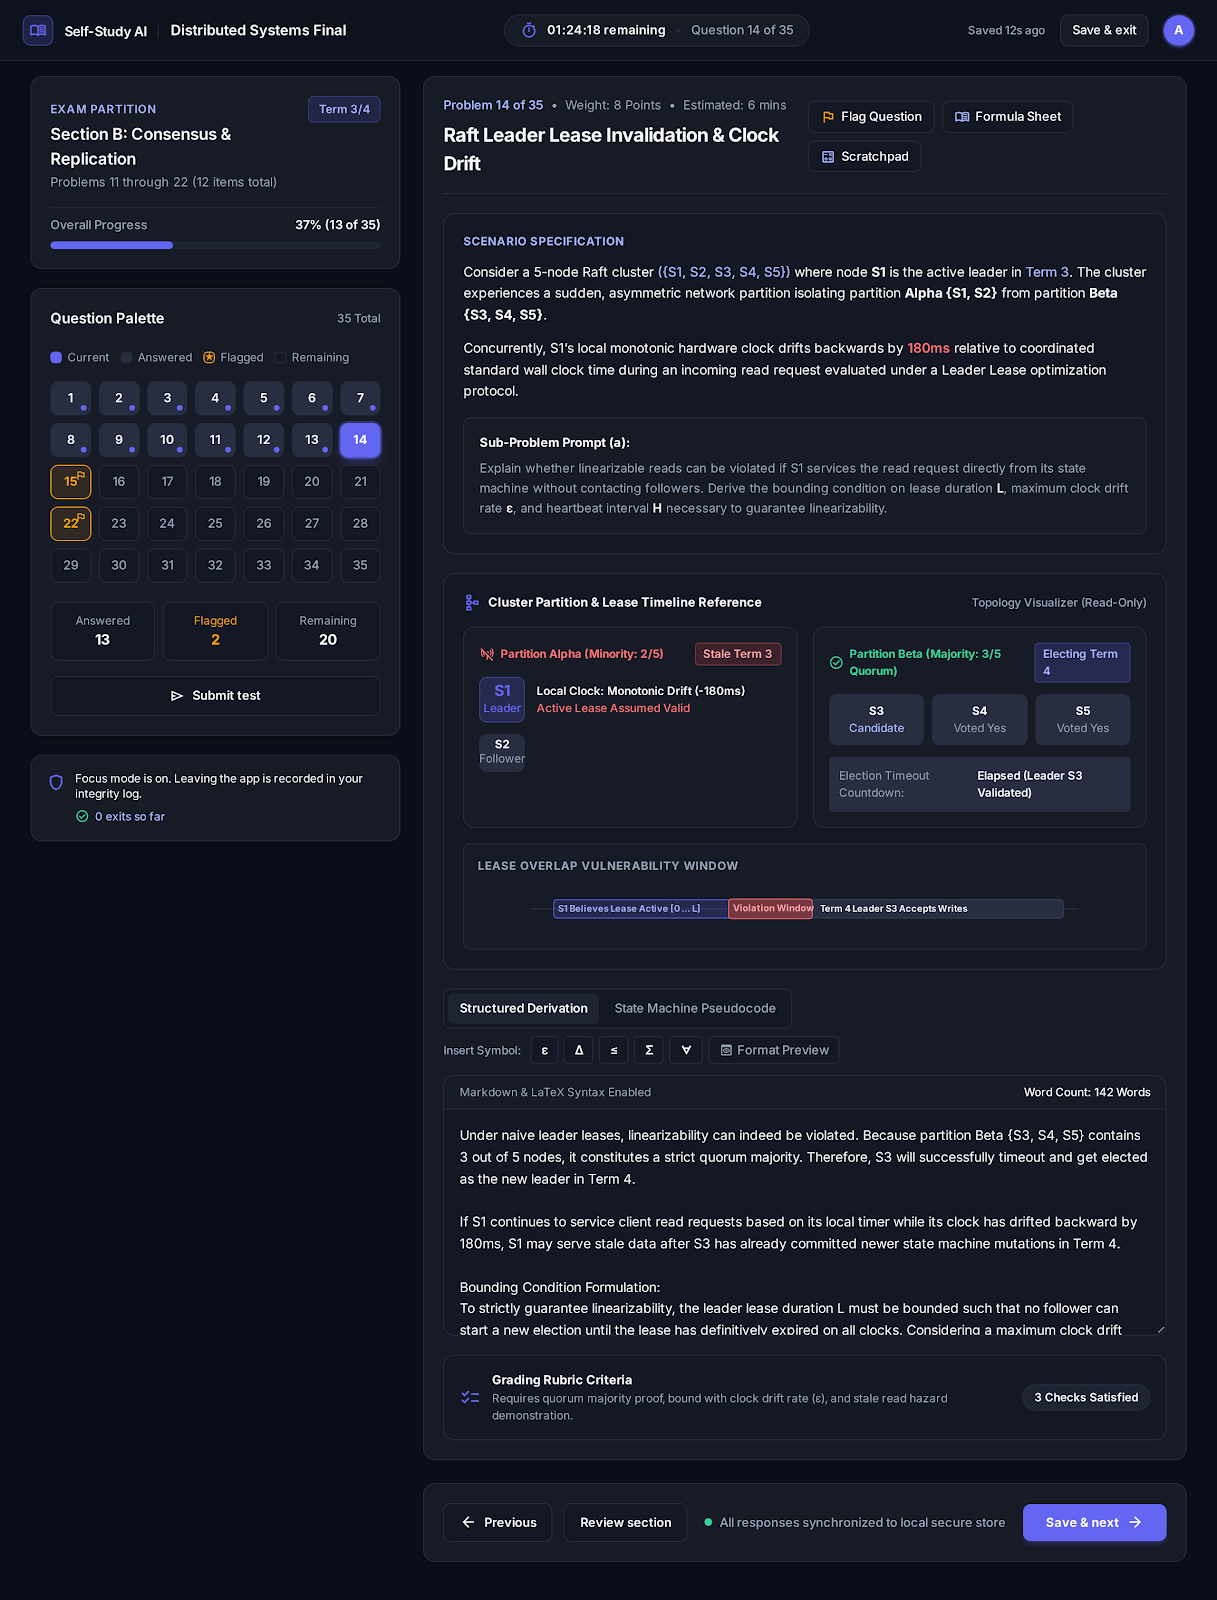 Self-Study AI
Distributed Systems Final
01:24:18 remaining
Question 14 of 35
Saved 12s ago
Save & exit
A
EXAM PARTITION
Term 3/4
Section B: Consensus &
Replication
Problems 11 through 22 (12 items total)
Overall Progress
37% (13 of 35)
Question Palette
35 Total
Current
Answered
Flagged
Remaining
1 2 3 4 5 6 7
8 9 10 11 12 13 14
15 16 17 18 19 20 21
22 23 24 25 26 27 28
29 30 31 32 33 34 35
Answered
13
Flagged
2
Remaining
20
Submit test
Focus mode is on. Leaving the app is recorded in your
integrity log.
0 exits so far
Problem 14 of 35 • Weight: 8 Points • Estimated: 6 mins
Raft Leader Lease Invalidation & Clock
Drift
Flag Question
Formula Sheet
Scratchpad
SCENARIO SPECIFICATION
Consider a 5-node Raft cluster ({S1, S2, S3, S4, S5}) where node S1 is the active leader in Term 3. The cluster
experiences a sudden, asymmetric network partition isolating partition Alpha {S1, S2} from partition Beta
{S3, S4, S5}.
Concurrently, S1's local monotonic hardware clock drifts backwards by 180ms relative to coordinated
standard wall clock time during an incoming read request evaluated under a Leader Lease optimization
protocol.
Sub-Problem Prompt (a):
Explain whether linearizable reads can be violated if S1 services the read request directly from its state
machine without contacting followers. Derive the bounding condition on lease duration L, maximum clock drift
rate ε, and heartbeat interval H necessary to guarantee linearizability.
Cluster Partition & Lease Timeline Reference
Topology Visualizer (Read-Only)
Partition Alpha (Minority: 2/5)
Stale Term 3
S1
Leader
Local Clock: Monotonic Drift (-180ms)
Active Lease Assumed Valid
S2
Follower
Partition Beta (Majority: 3/5
Quorum)
Electing Term
4
S3
Candidate
S4
Voted Yes
S5
Voted Yes
Election Timeout
Countdown:
Elapsed (Leader S3
Validated)
LEASE OVERLAP VULNERABILITY WINDOW
S1 Believes Lease Active [0 ... L]
Violation Window
Term 4 Leader S3 Accepts Writes
Structured Derivation
State Machine Pseudocode
Insert Symbol:
ε
Δ
≤
Σ
∀
Format Preview
Markdown & LaTeX Syntax Enabled
Word Count: 142 Words
Under naive leader leases, linearizability can indeed be violated. Because partition Beta {S3, S4, S5} contains
3 out of 5 nodes, it constitutes a strict quorum majority. Therefore, S3 will successfully timeout and get elected
as the new leader in Term 4.
If S1 continues to service client read requests based on its local timer while its clock has drifted backward by
180ms, S1 may serve stale data after S3 has already committed newer state machine mutations in Term 4.
Bounding Condition Formulation:
To strictly guarantee linearizability, the leader lease duration L must be bounded such that no follower can
start a new election until the lease has definitively expired on all clocks. Considering a maximum clock drift
Grading Rubric Criteria
Requires quorum majority proof, bound with clock drift rate (ε), and stale read hazard
demonstration.
3 Checks Satisfied
Previous
Review section
All responses synchronized to local secure store
Save & next